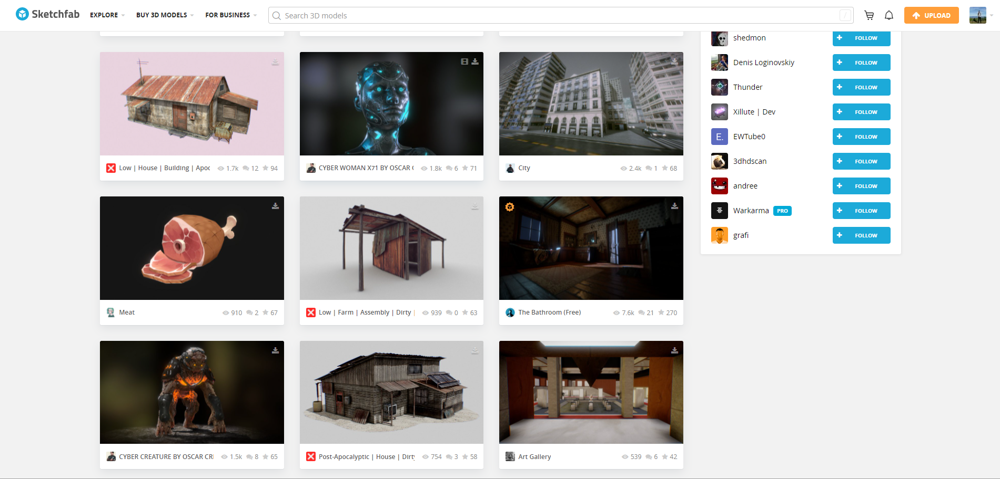 Sketchfab EXPLORE BUY 3D MODELS FOR BUSINESS Search 3D models / UPLOAD
shedmon FOLLOW
Denis Loginovskiy FOLLOW
Thunder FOLLOW
Xillute | Dev FOLLOW
E. EWTube0 FOLLOW
3dhdscan FOLLOW
andree FOLLOW
Warkarma PRO FOLLOW
grafi FOLLOW
Low | House | Building | Apoc 1.7k 12 94
CYBER WOMAN X71 BY OSCAR 1.8k 6 71
City 2.4k 1 68
Meat 910 2 67
Low | Farm | Assembly | Dirty | 939 0 63
The Bathroom (Free) 7.6k 21 270
CYBER CREATURE BY OSCAR CR 1.5k 8 65
Post-Apocalyptic | House | Dirty 754 3 58
Art Gallery 539 6 42